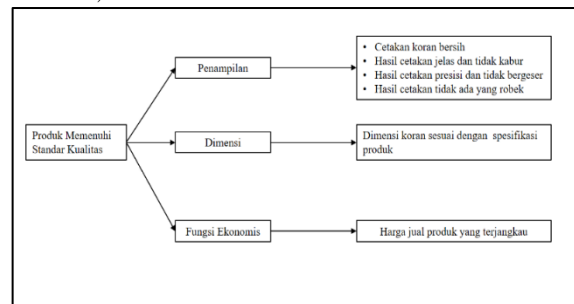 Produk Memenuhi
Standar Kualitas
Penampilan
• Cetakan koran bersih
• Hasil cetakan jelas dan tidak kabur
• Hasil cetakan presisi dan tidak bergeser
• Hasil cetakan tidak ada yang robek
Dimensi
Dimensi koran sesuai dengan spesifikasi
produk
Fungsi Ekonomis
Harga jual produk yang terjangkau